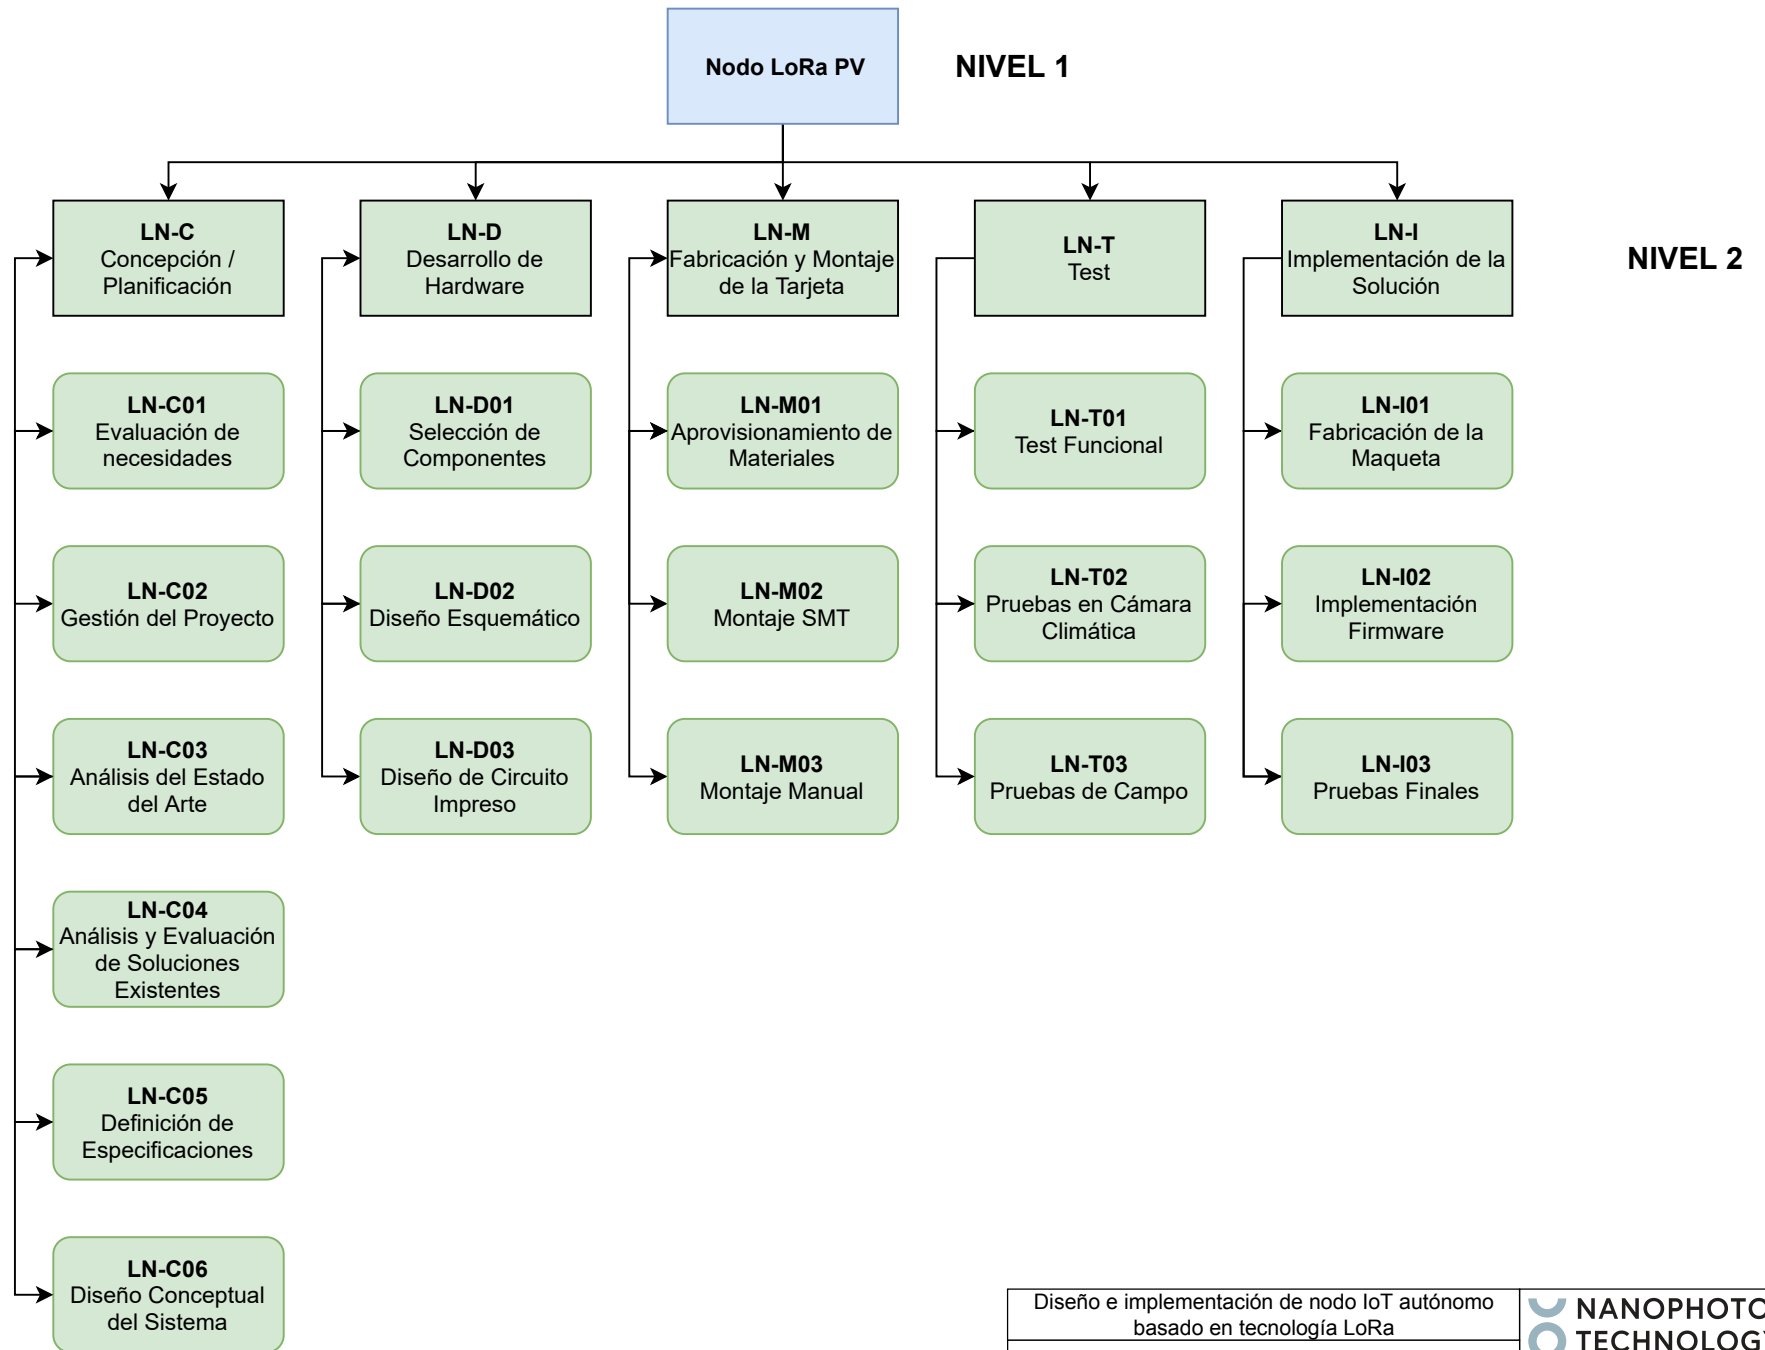 Nodo LoRa PV
NIVEL 1
LN-C
Concepción /
Planificación
LN-D
Desarrollo de
Hardware
LN-M
Fabricación y Montaje
de la Tarjeta
LN-T
Test
LN-I
Implementación de la
Solución
NIVEL 2
LN-C01
Evaluación de
necesidades
LN-D01
Selección de
Componentes
LN-M01
Aprovisionamiento de
Materiales
LN-T01
Test Funcional
LN-I01
Fabricación de la
Maqueta
LN-C02
Gestión del Proyecto
LN-D02
Diseño Esquemático
LN-M02
Montaje SMT
LN-T02
Pruebas en Cámara
Climática
LN-I02
Implementación
Firmware
LN-C03
Análisis del Estado
del Arte
LN-D03
Diseño de Circuito
Impreso
LN-M03
Montaje Manual
LN-T03
Pruebas de Campo
LN-I03
Pruebas Finales
LN-C04
Análisis y Evaluación
de Soluciones
Existentes
LN-C05
Definición de
Especificaciones
LN-C06
Diseño Conceptual
del Sistema
Diseño e implementación de nodo IoT autónomo
basado en tecnología LoRa
NANOPHOTO
TECHNOLOGY